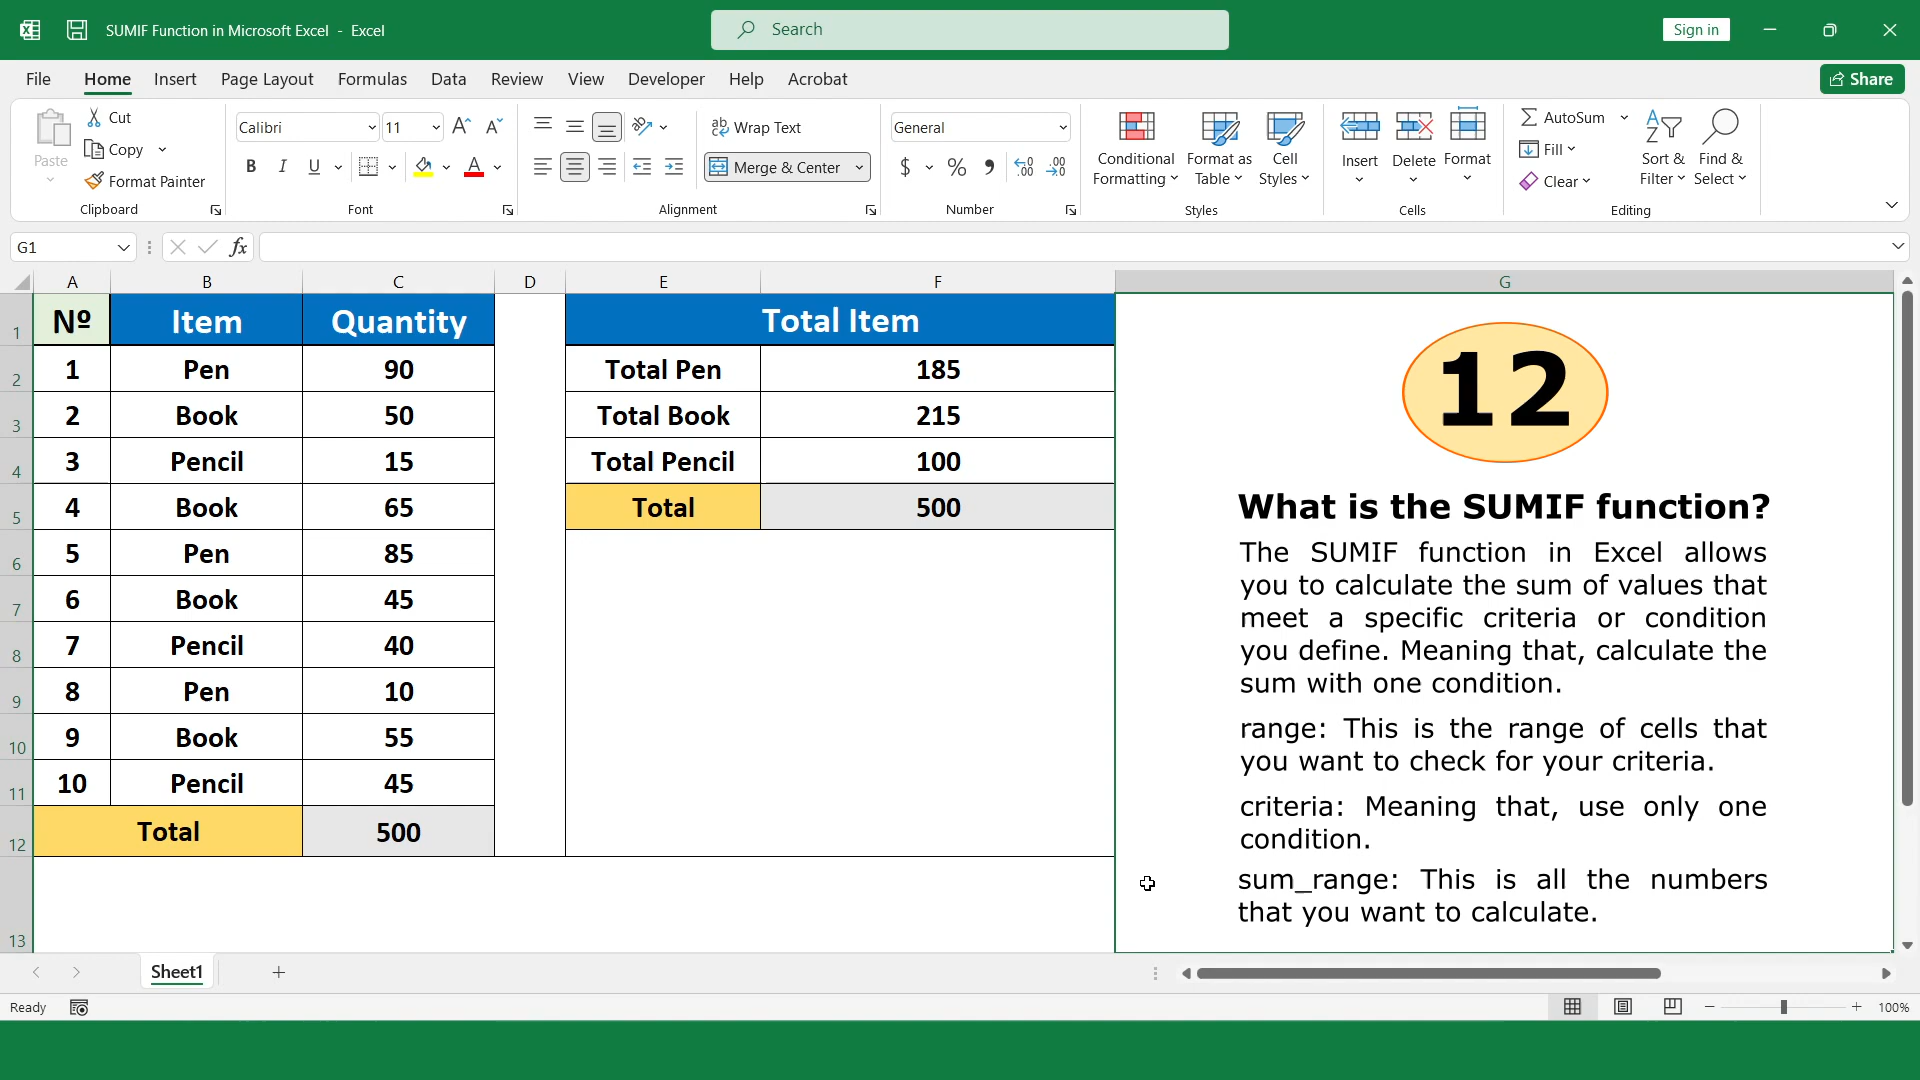 SUMIF Function in Microsoft Excel - Excel
Search
Sign in
File Home Insert Page Layout Formulas Data Review View Developer Help Acrobat
Share
Paste
Cut
Copy
Format Painter
Clipboard
Calibri 11
B I U
Font
Wrap Text
Merge & Center
Alignment
General
$ %
Number
Conditional
Formatting
Format as
Table
Cell
Styles
Styles
Insert
Delete
Format
Cells
AutoSum
Fill
Clear
Sort &
Filter
Find &
Select
Editing
G1
fx
A B C D E F G
1 Nº Item Quantity Total Item
2 1 Pen 90 Total Pen 185
3 2 Book 50 Total Book 215
4 3 Pencil 15 Total Pencil 100
5 4 Book 65 Total 500
6 5 Pen 85
7 6 Book 45
8 7 Pencil 40
9 8 Pen 10
10 9 Book 55
11 10 Pencil 45
12 Total 500
13
12
What is the SUMIF function?
The SUMIF function in Excel allows
you to calculate the sum of values that
meet a specific criteria or condition
you define. Meaning that, calculate the
sum with one condition.
range: This is the range of cells that
you want to check for your criteria.
criteria: Meaning that, use only one
condition.
sum_range: This is all the numbers
that you want to calculate.
Sheet1
Ready
100%